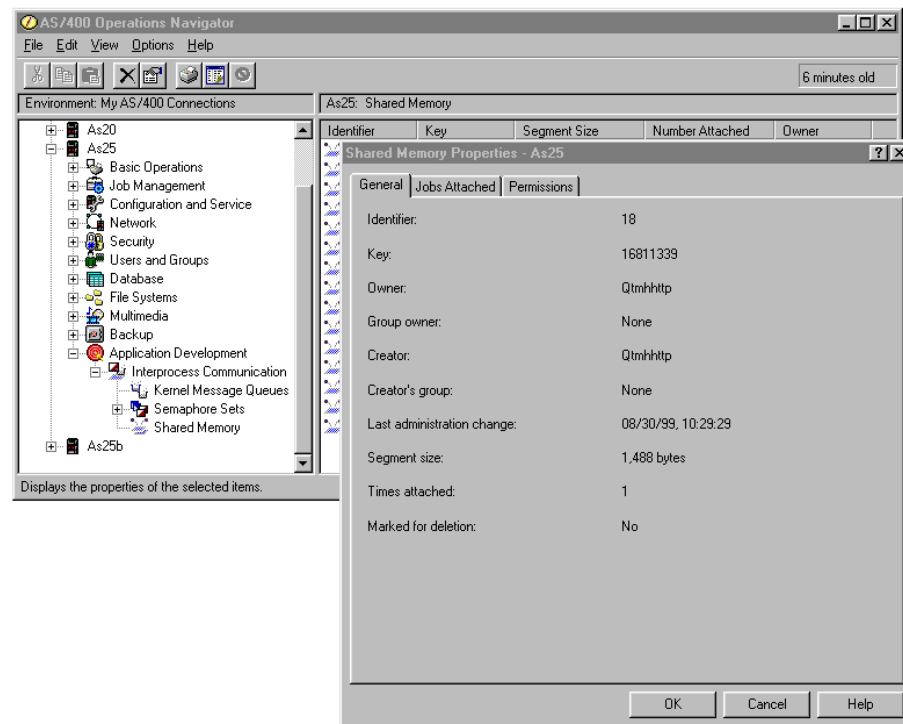 AS/400 Operations Navigator
File Edit View Options Help
6 minutes old
Environment: My AS/400 Connections
As25: Shared Memory
As20
As25
Basic Operations
Job Management
Configuration and Service
Network
Security
Users and Groups
Database
File Systems
Multimedia
Backup
Application Development
Interprocess Communication
Kernel Message Queues
Semaphore Sets
Shared Memory
As25b
Displays the properties of the selected items.
Identifier Key Segment Size Number Attached Owner
Shared Memory Properties - As25
General Jobs Attached Permissions
Identifier: 18
Key: 16811339
Owner: Qtmhhttp
Group owner: None
Creator: Qtmhhttp
Creator's group: None
Last administration change: 08/30/99, 10:29:29
Segment size: 1,488 bytes
Times attached: 1
Marked for deletion: No
OK Cancel Help